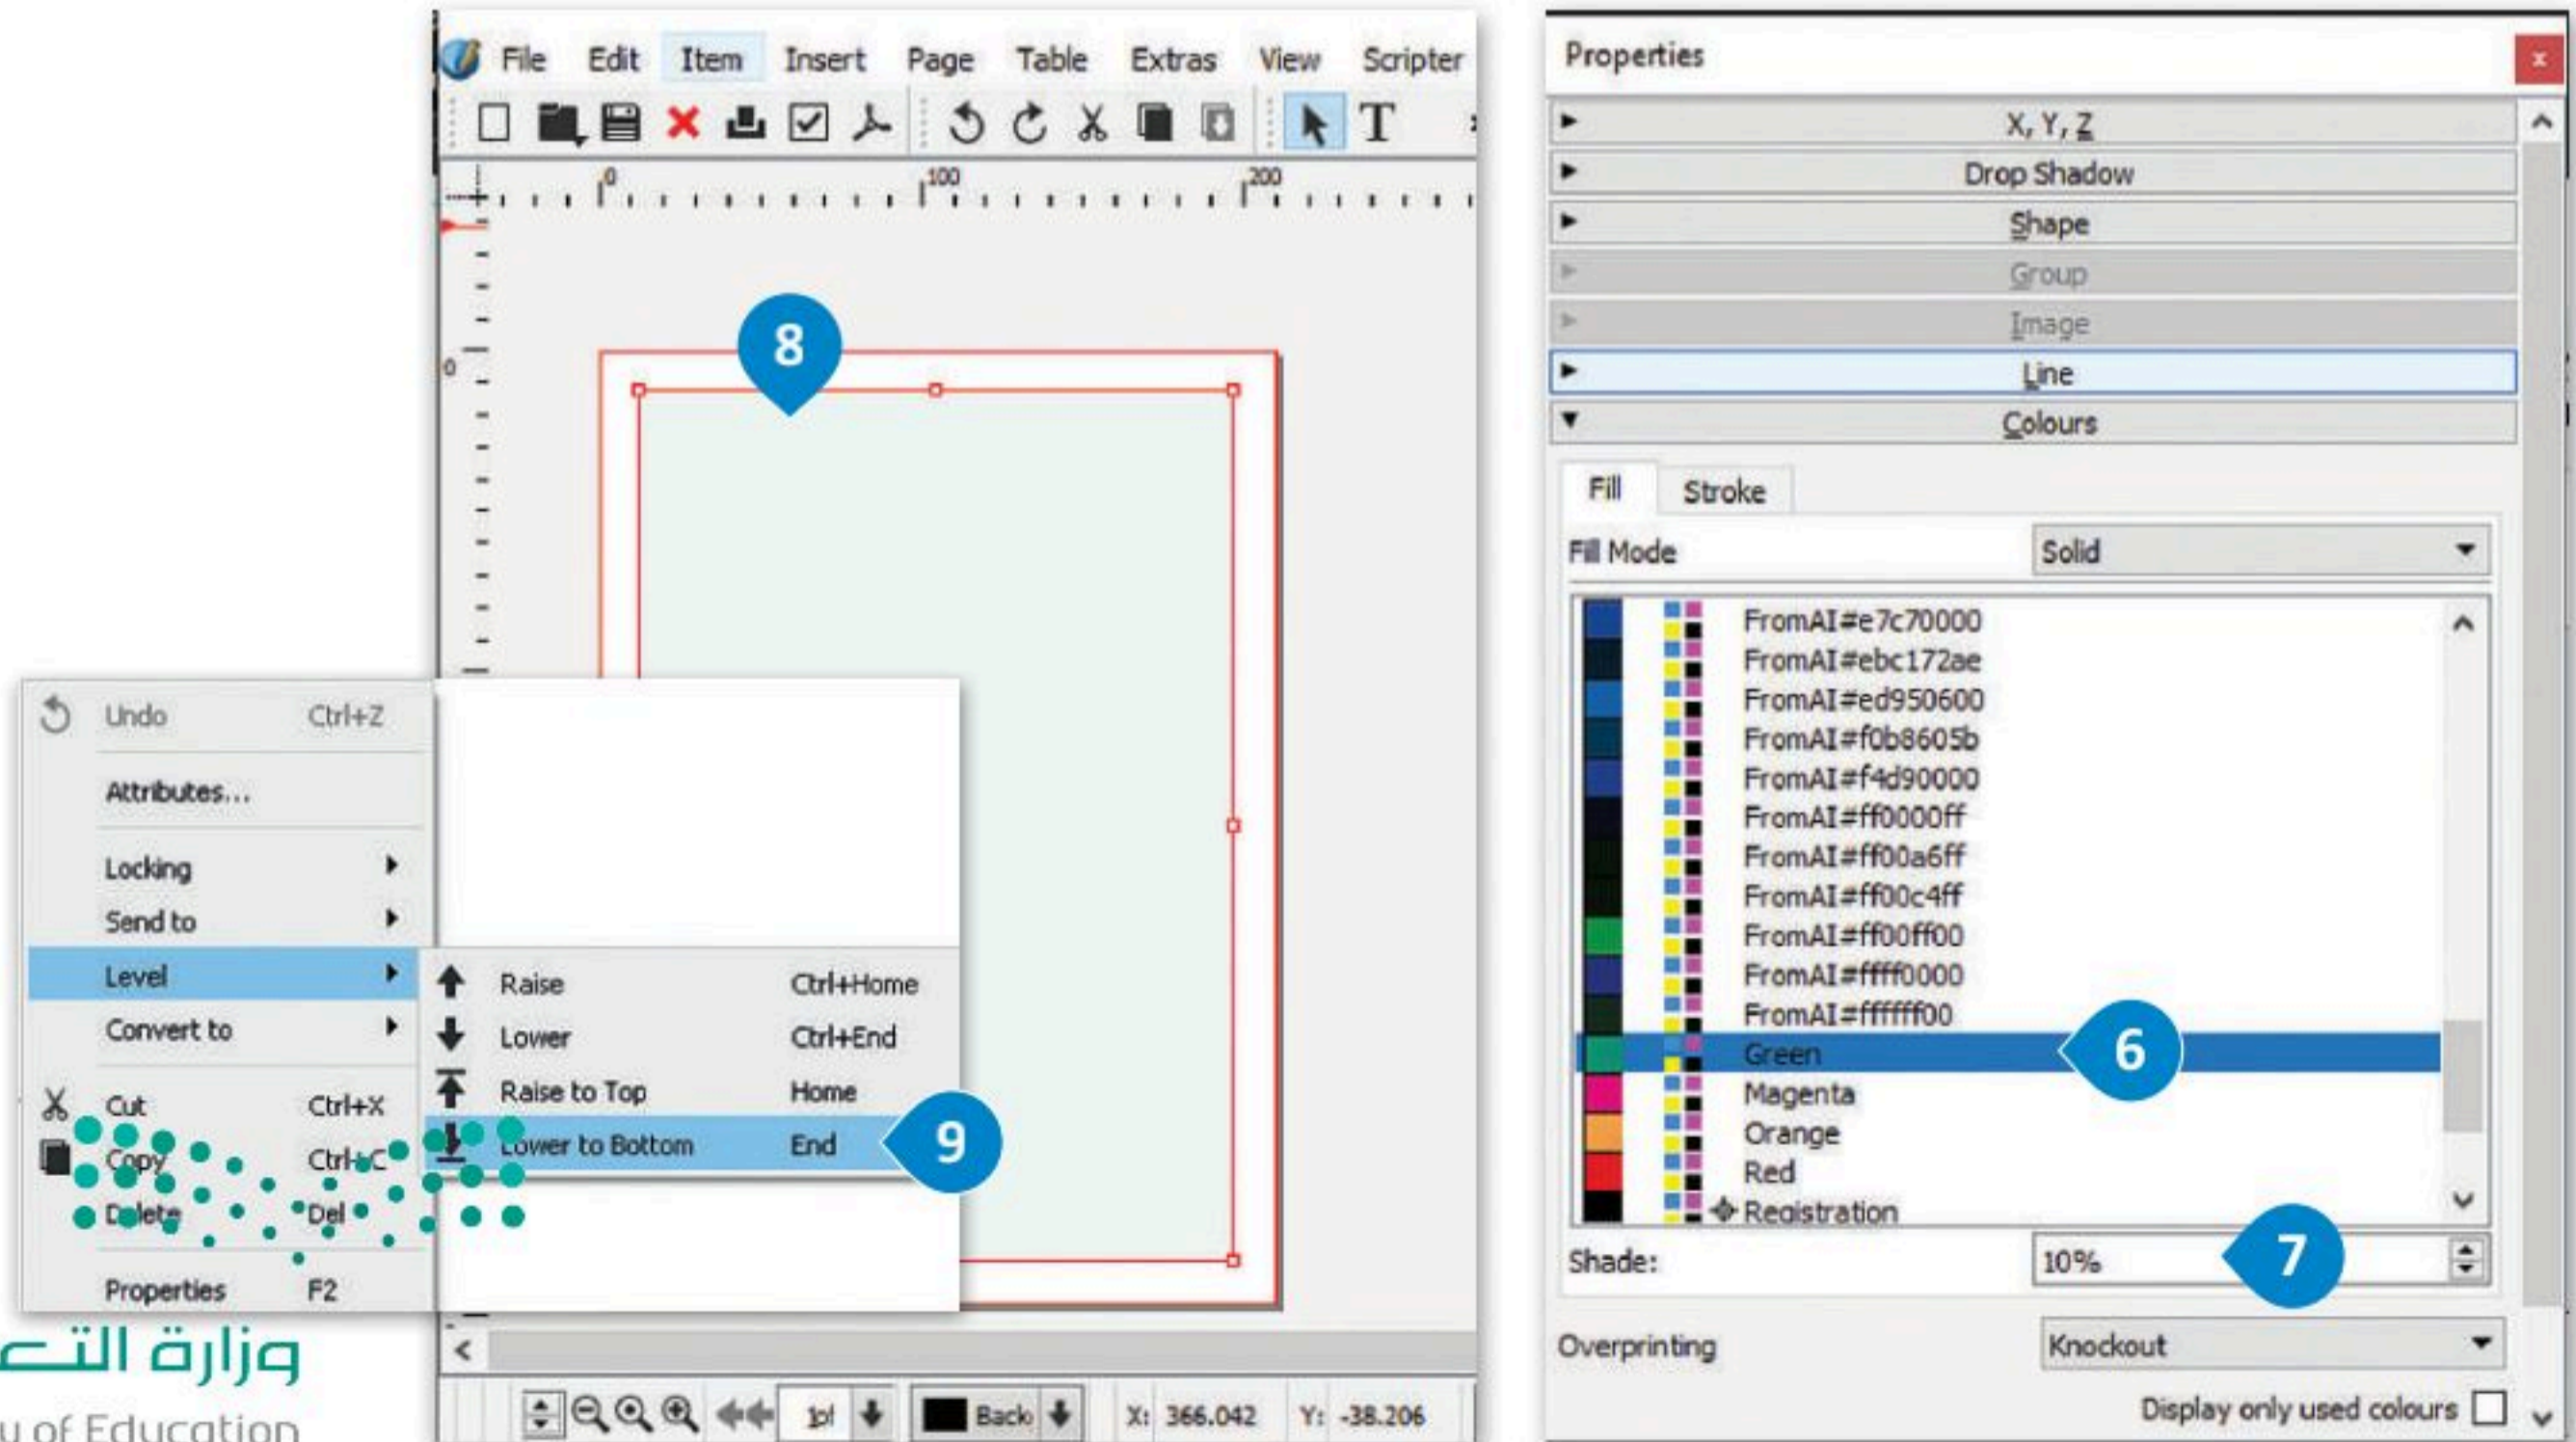 File Edit Item Insert Page Table Extras View Scripter
0 100 200
0
8
Undo Ctrl+Z
Attributes...
Locking
Send to
Level
Convert to
Cut Ctrl+X
Copy Ctrl+C
Delete Del
Properties F2
Raise Ctrl+Home
Lower Ctrl+End
Raise to Top Home
Lower to Bottom End
9
X: 366.042 Y: -38.206
Properties
X, Y, Z
Drop Shadow
Shape
Group
Image
Line
Colours
Fill Stroke
Fill Mode Solid
FromAI#e7c70000
FromAI#ebc172ae
FromAI#ed950600
FromAI#f0b8605b
FromAI#f4d90000
FromAI#ff0000ff
FromAI#ff00a6ff
FromAI#ff00c4ff
FromAI#ff00ff00
FromAI#ffff0000
FromAI#ffffff00
Green
6
Magenta
Orange
Red
Registration
Shade: 10%
7
Overprinting Knockout
Display only used colours
وزارة
of Education